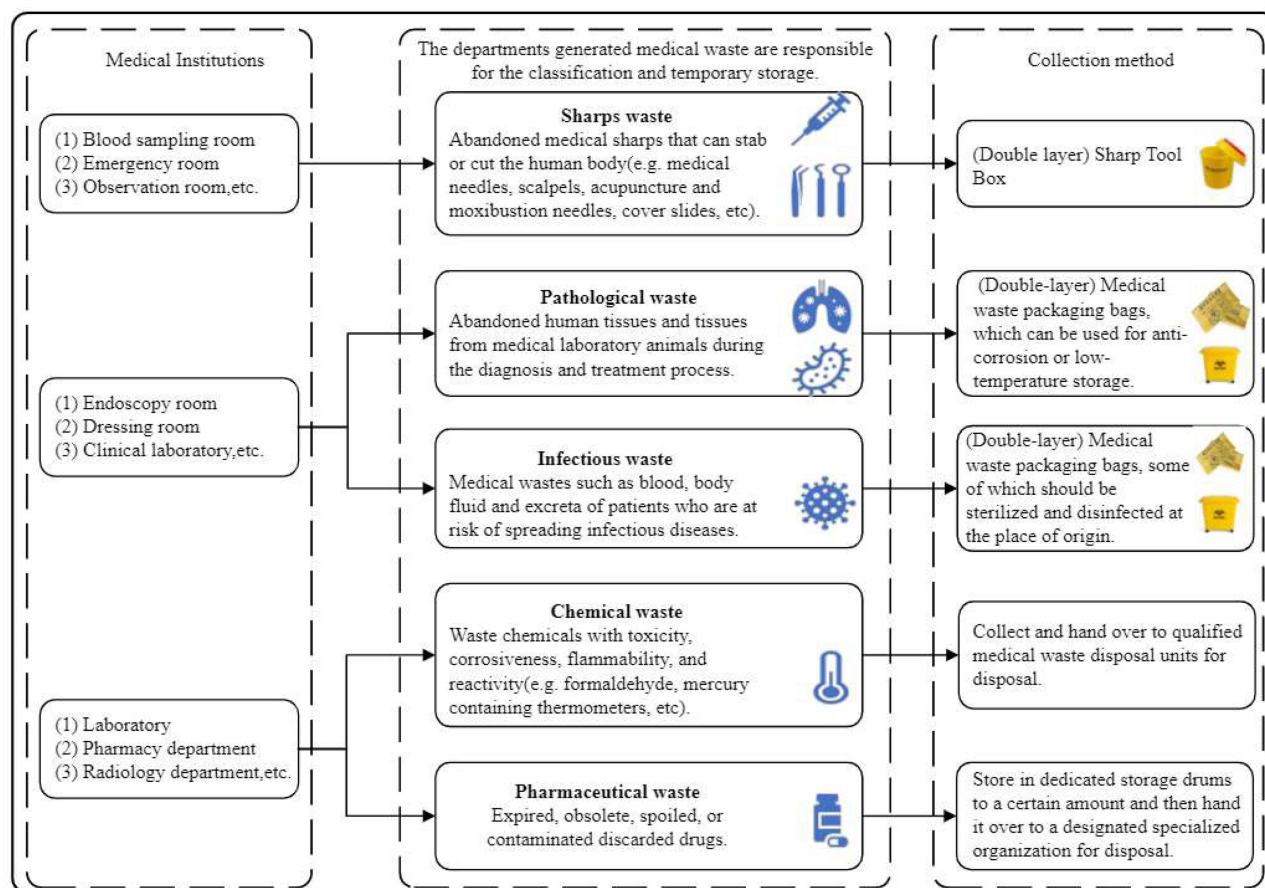 Medical Institutions
(1) Blood sampling room
(2) Emergency room
(3) Observation room,etc.
(1) Endoscopy room
(2) Dressing room
(3) Clinical laboratory,etc.
(1) Laboratory
(2) Pharmacy department
(3) Radiology department,etc.
The departments generated medical waste are responsible
for the classification and temporary storage.
Sharps waste
Abandoned medical sharps that can stab
or cut the human body(e.g. medical
needles, scalpels, acupuncture and
moxibustion needles, cover slides, etc).
Pathological waste
Abandoned human tissues and tissues
from medical laboratory animals during
the diagnosis and treatment process.
Infectious waste
Medical wastes such as blood, body
fluid and excreta of patients who are at
risk of spreading infectious diseases.
Chemical waste
Waste chemicals with toxicity,
corrosiveness, flammability, and
reactivity(e.g. formaldehyde, mercury
containing thermometers, etc).
Pharmaceutical waste
Expired, obsolete, spoiled, or
contaminated discarded drugs.
Collection method
(Double layer) Sharp Tool
Box
(Double-layer) Medical
waste packaging bags,
which can be used for anti-
corrosion or low-
temperature storage.
(Double-layer) Medical
waste packaging bags, some
of which should be
sterilized and disinfected at
the place of origin.
Collect and hand over to qualified
medical waste disposal units for
disposal.
Store in dedicated storage drums
to a certain amount and then hand
it over to a designated specialized
organization for disposal.